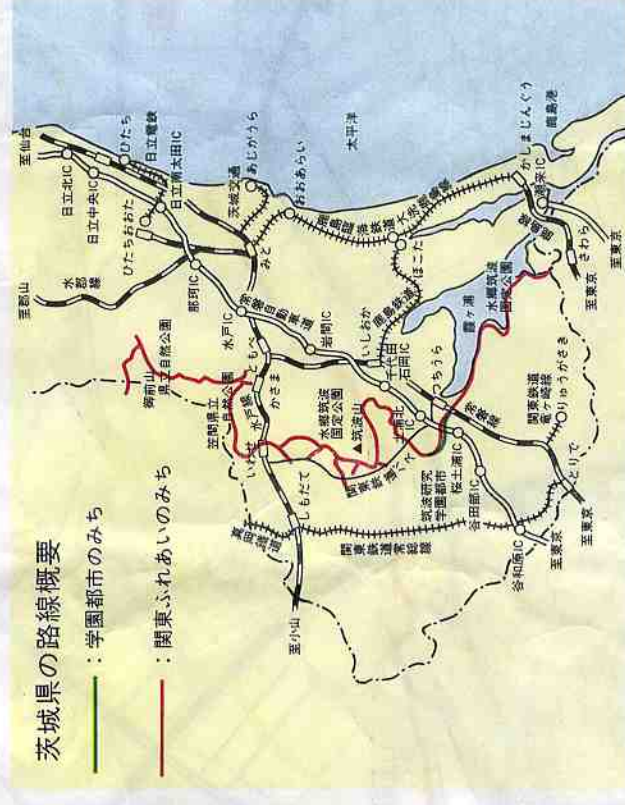 茨城県の路線概要
：学園都市のみち
：関東ふれあいのみち
至仙台
日立北IC
日立中央IC
ひたち
日立電鉄
日立南太田IC
ひたちおおた
至郡山
水郡線
那珂IC
茨城交通
あじがうら
みと
おおあらい
太平洋
水戸IC
常磐自動車道
御前山
県立自然公園
笠間県立
自然公園
ともべ
かさま
水戸線
いわせ
岩間IC
いしおか
鹿島鉄道
ほこた
鹿島臨海鉄道大洗鹿島線
かしまじんぐう
鹿島港
潮来IC
鹿島線
さわら
至東京
至東京
千代田
石岡IC
霞ヶ浦
水郷筑波
国定公園
つちうら
土浦北
IC
水郷筑波
国定公園
▲筑波山
しもだて
真岡鉄道
至小山
関東鉄道常総線
筑波研究
学園都市
桜土浦IC
谷田部IC
谷和原IC
常磐線
関東鉄道
竜ヶ崎線
りゅうがさき
とりで
至東京
至東京